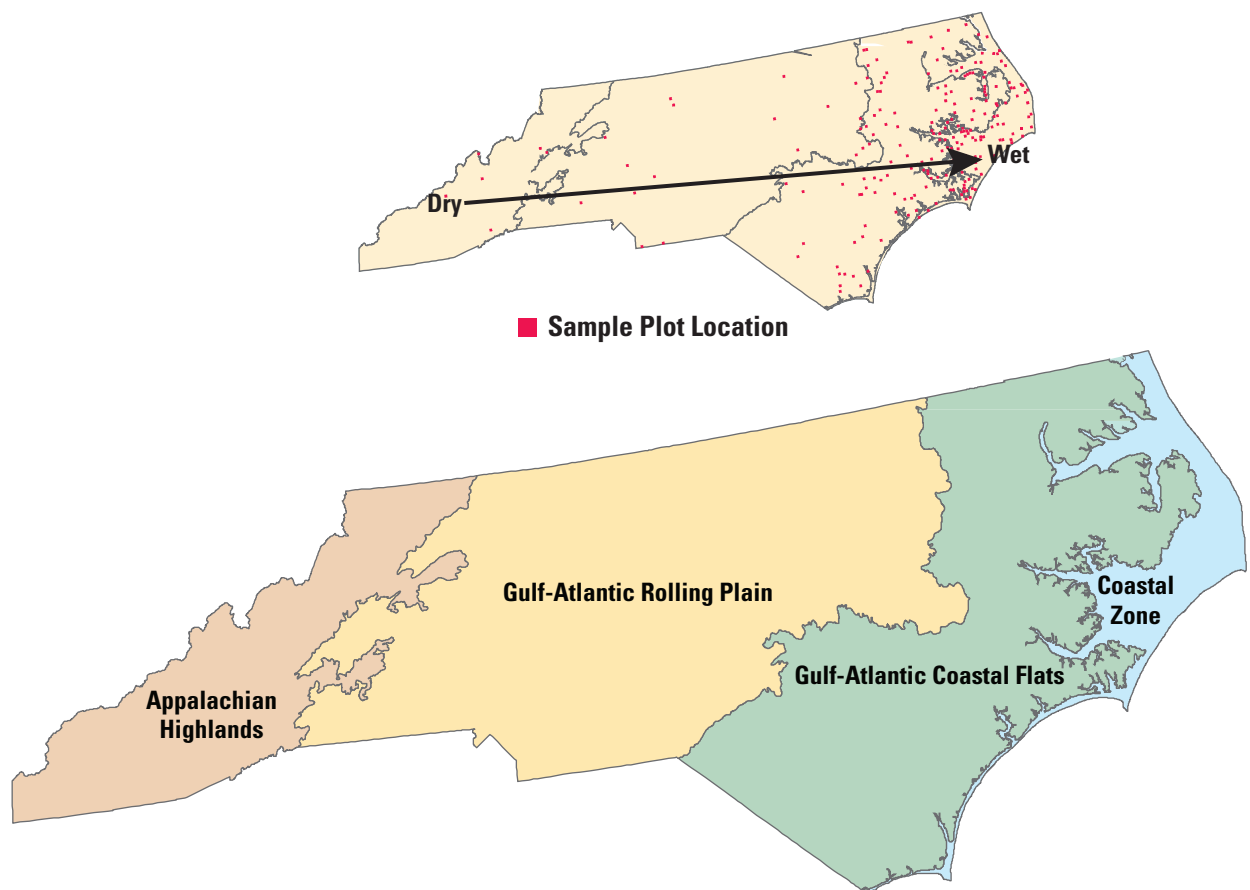 Dry
Wet
Sample Plot Location
Gulf-Atlantic Rolling Plain
Coastal
Zone
Gulf-Atlantic Coastal Flats
Appalachian
Highlands